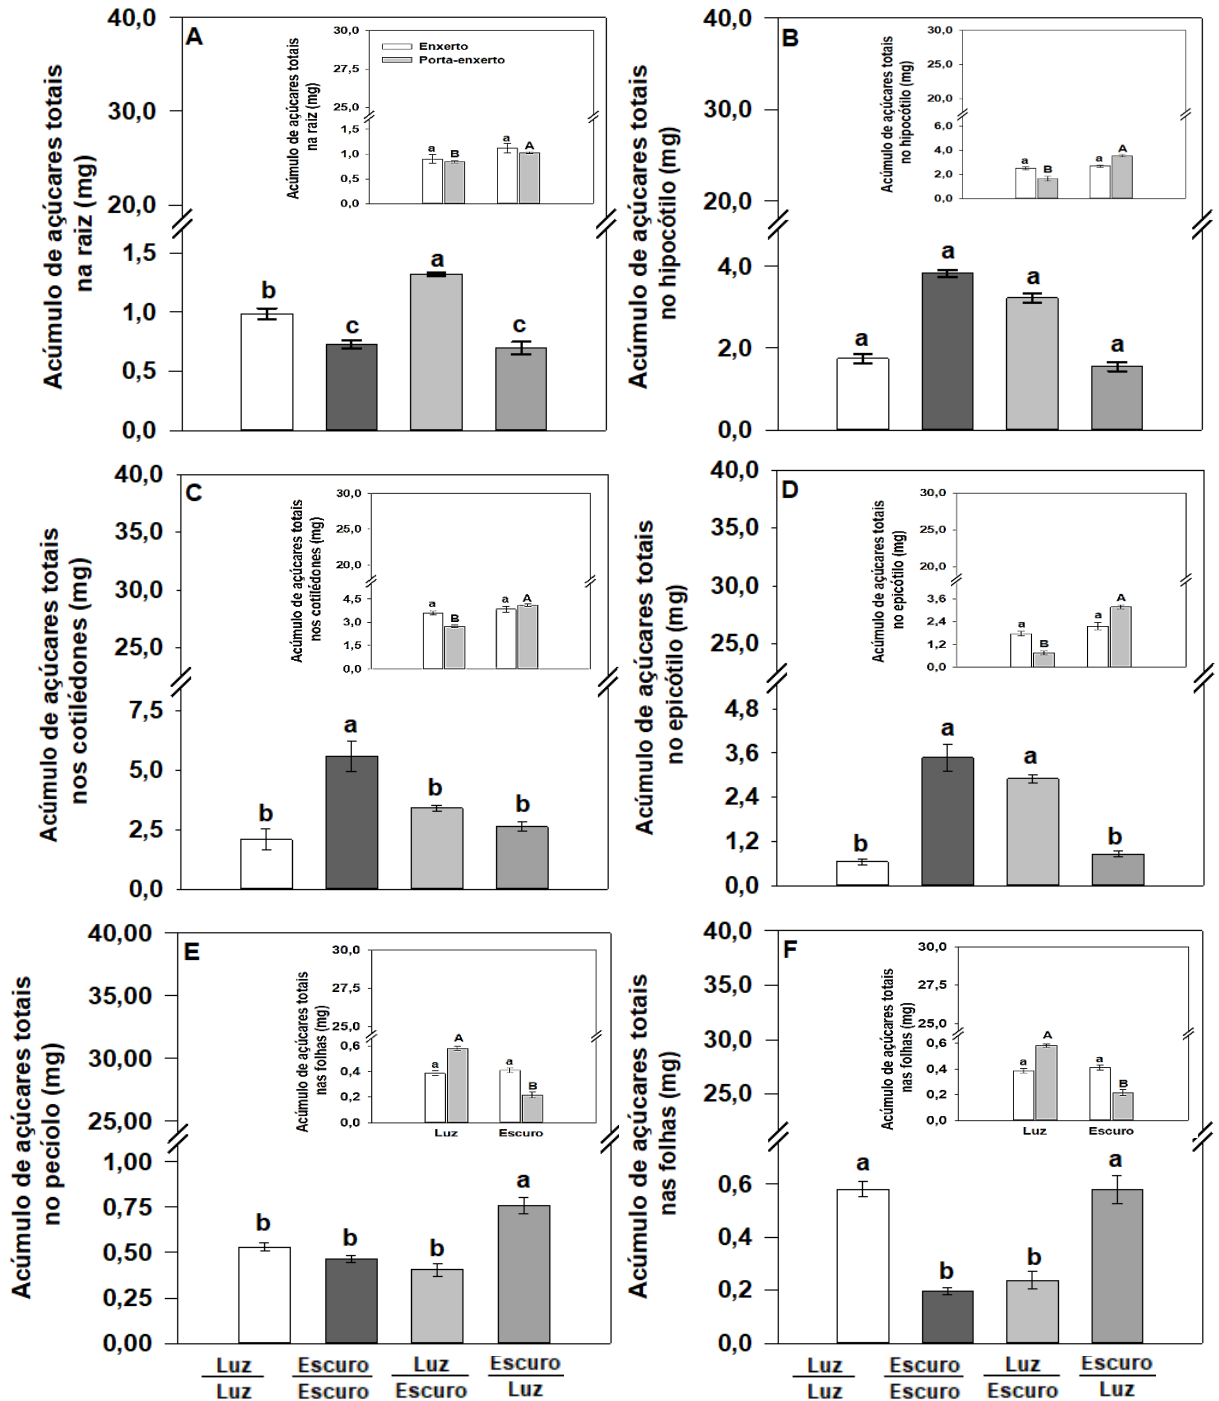 A
Acúmulo de açúcares totais
na raiz (mg)
40,0
30,0
20,0
1,5
1,0
0,5
0,0
b
c
a
c
Acúmulo de açúcares totais
na raiz (mg)
30,0
27,5
25,0
1,5
1,0
0,5
0,0
Enxerto
Porta-enxerto
a
B
a
A
B
Acúmulo de açúcares totais
no hipocótilo (mg)
40,0
30,0
20,0
4,0
2,0
0,0
a
a
a
a
Acúmulo de açúcares totais
no hipocótilo (mg)
30,0
20,0
6,0
4,0
2,0
0,0
a
B
a
A
C
Acúmulo de açúcares totais
nos cotilédones (mg)
40,0
35,0
30,0
25,0
7,5
5,0
2,5
0,0
b
a
b
b
Acúmulo de açúcares totais
nos cotilédones (mg)
30,0
20,0
4,5
3,0
1,5
0,0
a
B
a
A
D
Acúmulo de açúcares totais
no epicótilo (mg)
40,0
35,0
30,0
25,0
4,8
3,6
2,4
1,2
0,0
b
a
a
b
Acúmulo de açúcares totais
no epicótilo (mg)
30,0
20,0
3,6
2,4
1,2
0,0
a
B
a
A
E
Acúmulo de açúcares totais
no pecíolo (mg)
40,00
35,00
30,00
25,00
1,00
0,75
0,50
0,25
0,00
b
b
b
a
Acúmulo de açúcares totais
nas folhas (mg)
30,0
25,0
0,6
0,4
0,2
0,0
a
A
a
B
Luz
Escuro
F
Acúmulo de açúcares totais
nas folhas (mg)
40,0
35,0
30,0
25,0
0,6
0,4
0,2
0,0
a
b
b
a
Acúmulo de açúcares totais
nas folhas (mg)
30,0
25,0
0,6
0,4
0,2
0,0
a
A
a
B
Luz
Escuro
Luz Escuro Luz Escuro
Luz Escuro Escuro Luz
Luz Escuro Luz Escuro
Luz Escuro Escuro Luz